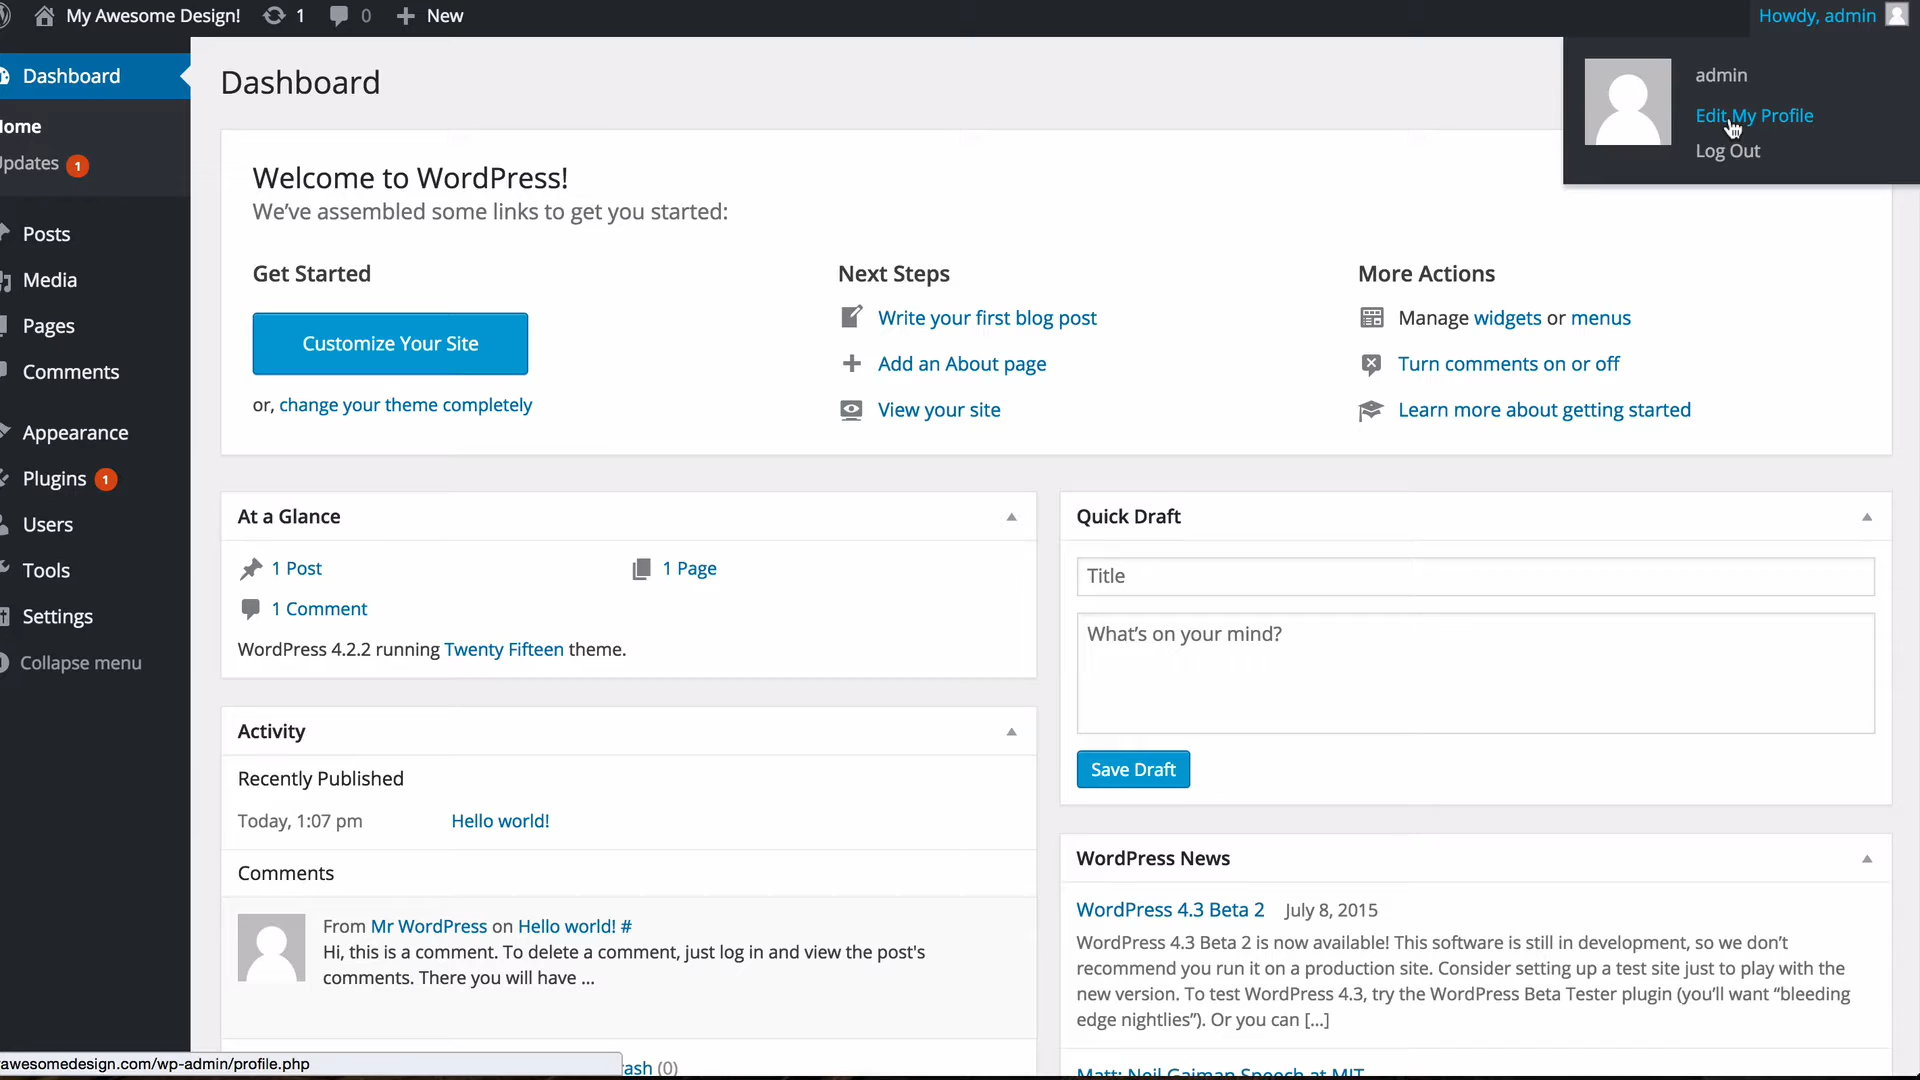 My Awesome Design! 1 0 New Howdy, admin
admin
Edit My Profile
Log Out
Dashboard
Home
Updates 1
Posts
Media
Pages
Comments
Appearance
Plugins 1
Users
Tools
Settings
Collapse menu
Dashboard
Welcome to WordPress!
We've assembled some links to get you started:
Get Started
Customize Your Site
or, change your theme completely
Next Steps
Write your first blog post
Add an About page
View your site
More Actions
Manage widgets or menus
Turn comments on or off
Learn more about getting started
At a Glance
1 Post 1 Page
1 Comment
WordPress 4.2.2 running Twenty Fifteen theme.
Activity
Recently Published
Today, 1:07 pm Hello world!
Comments
From Mr WordPress on Hello world! #
Hi, this is a comment. To delete a comment, just log in and view the post's
comments. There you will have ...
ash (0)
Quick Draft
Title
What's on your mind?
Save Draft
WordPress News
WordPress 4.3 Beta 2 July 8, 2015
WordPress 4.3 Beta 2 is now available! This software is still in development, so we don't
recommend you run it on a production site. Consider setting up a test site just to play with the
new version. To test WordPress 4.3, try the WordPress Beta Tester plugin (you'll want “bleeding
edge nightlies”). Or you can [...]
Matt: Neil Gaiman Speech at MIT
awesomedesign.com/wp-admin/profile.php